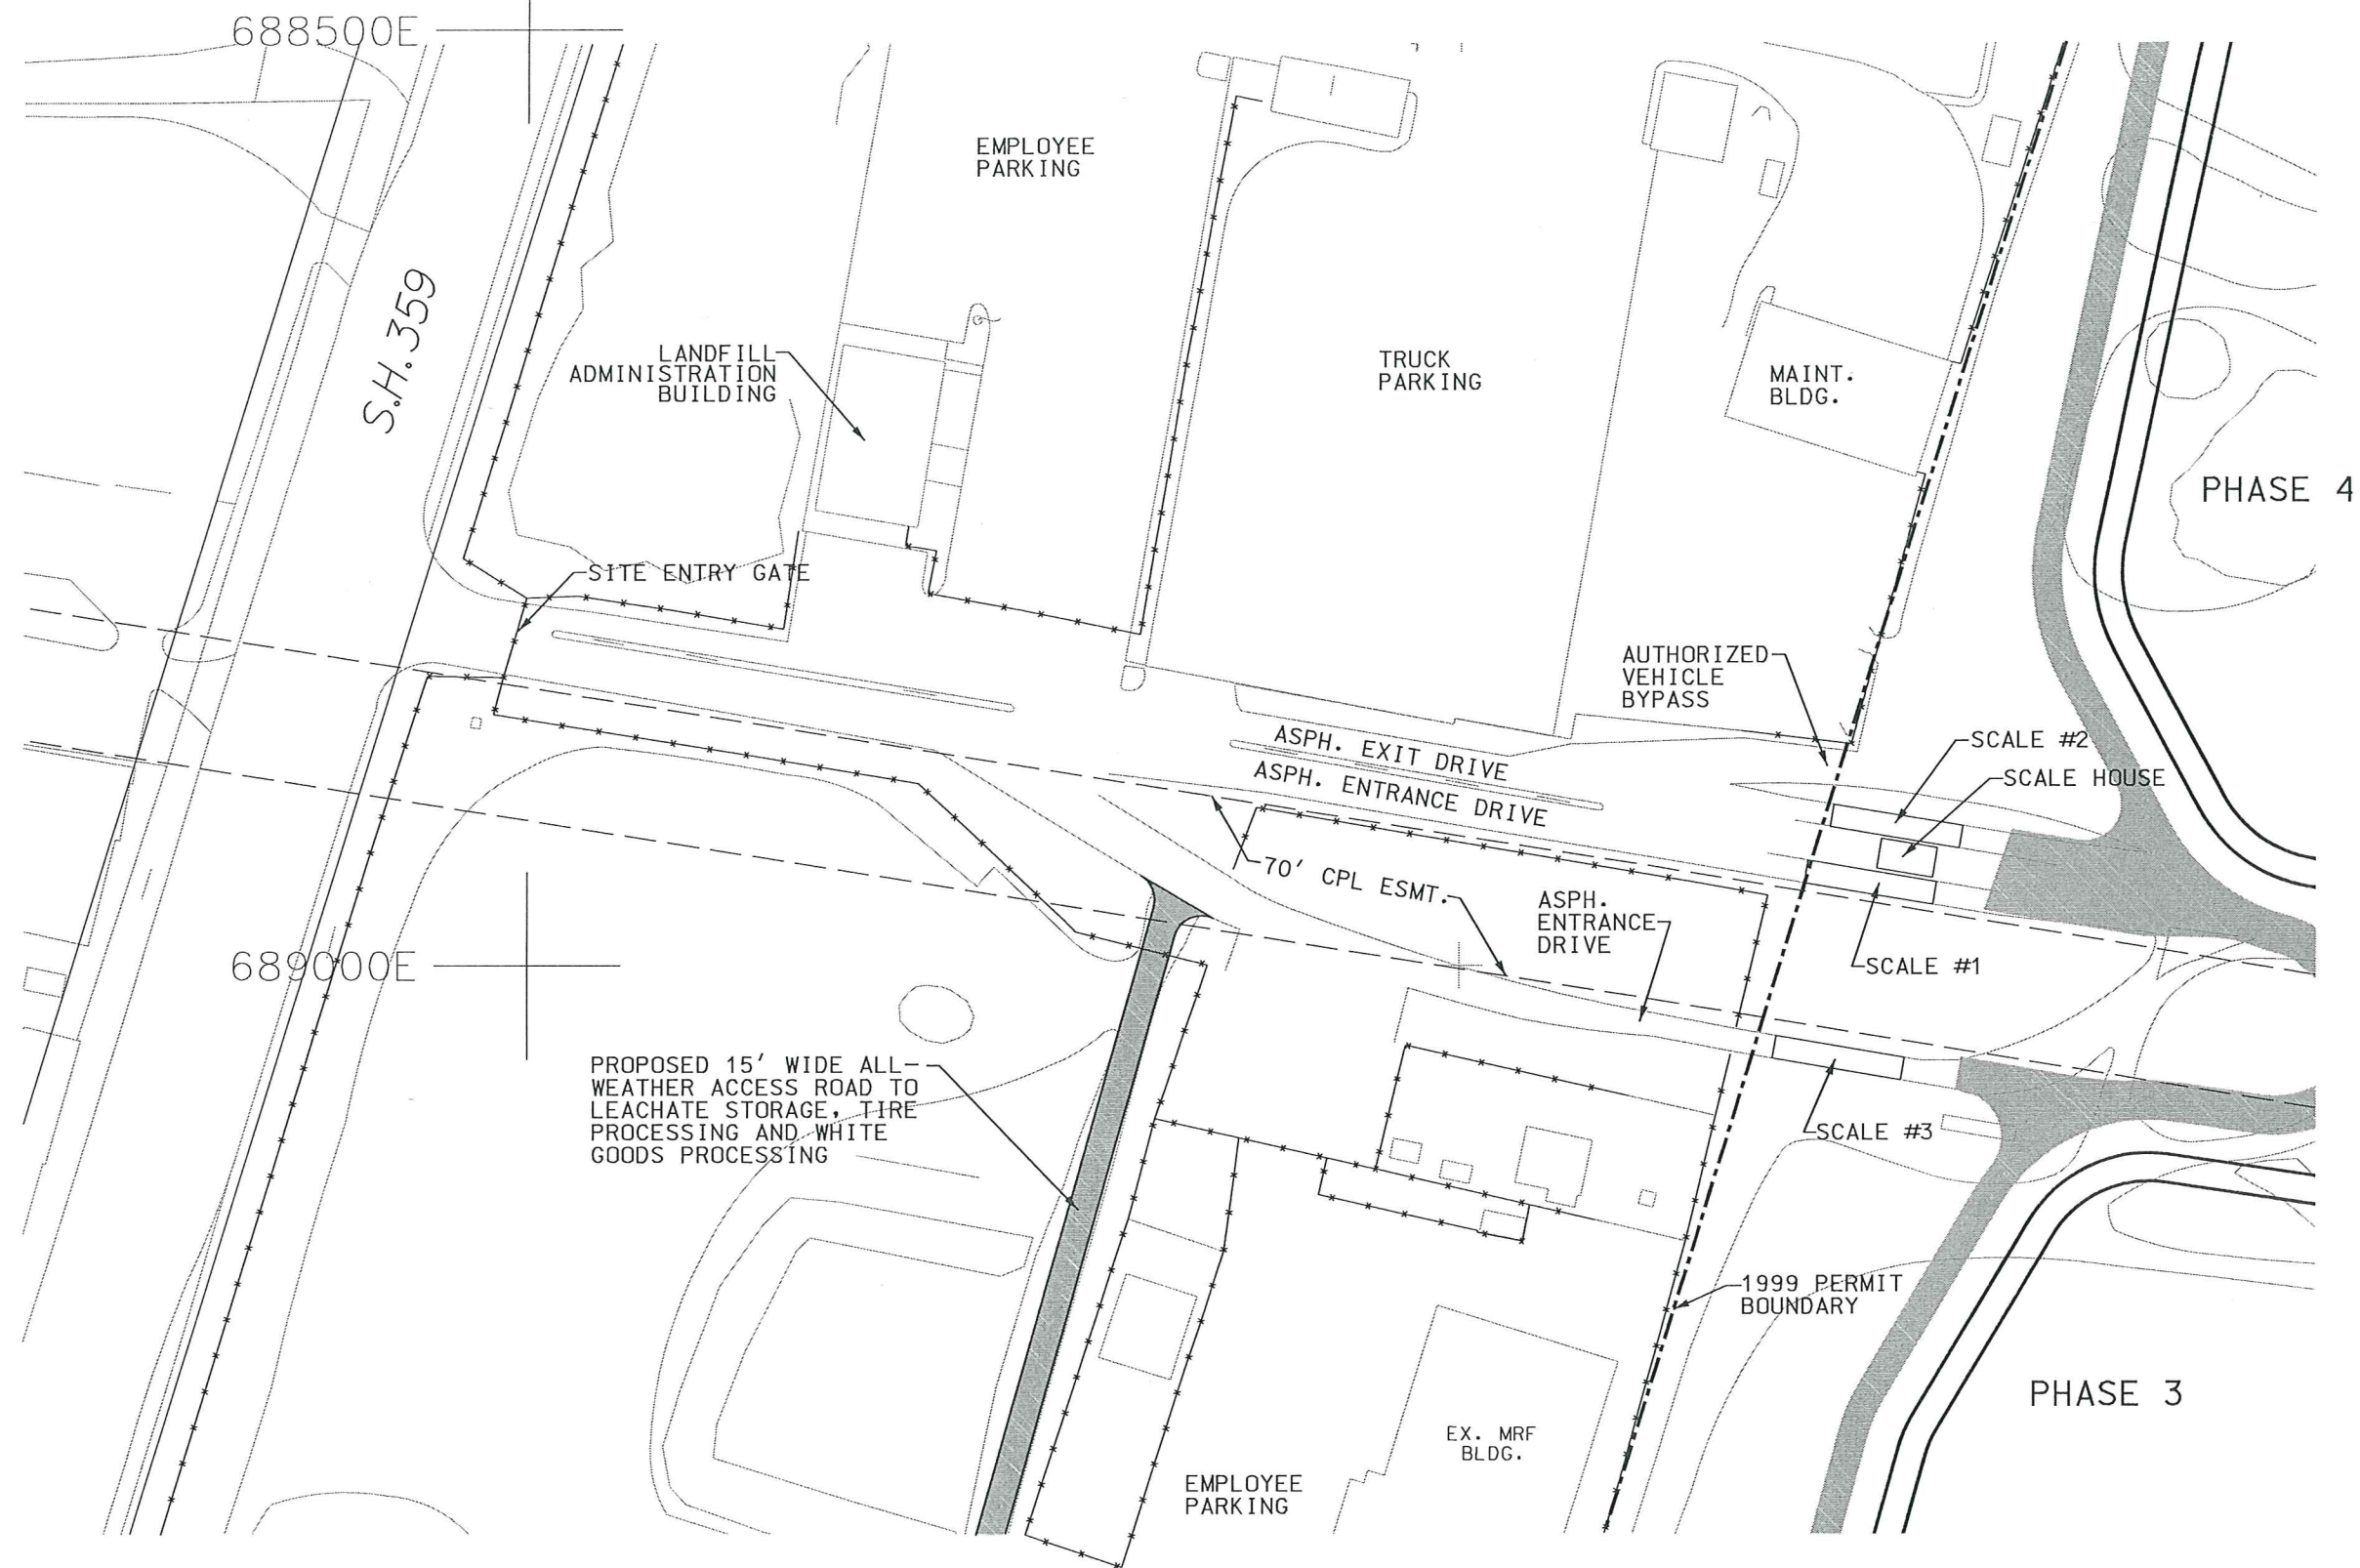 688500E
EMPLOYEE
PARKING
S.H. 359
LANDFILL
ADMINISTRATION
BUILDING
TRUCK
PARKING
MAINT.
BLDG.
PHASE 4
SITE ENTRY GATE
AUTHORIZED
VEHICLE
BYPASS
ASPH. EXIT DRIVE
ASPH. ENTRANCE DRIVE
SCALE #2
SCALE HOUSE
70' CPL ESMT.
ASPH.
ENTRANCE
DRIVE
SCALE #1
689000E
PROPOSED 15' WIDE ALL-
WEATHER ACCESS ROAD TO
LEACHATE STORAGE, TIRE
PROCESSING AND WHITE
GOODS PROCESSING
SCALE #3
1999 PERMIT
BOUNDARY
PHASE 3
EX. MRF
BLDG.
EMPLOYEE
PARKING